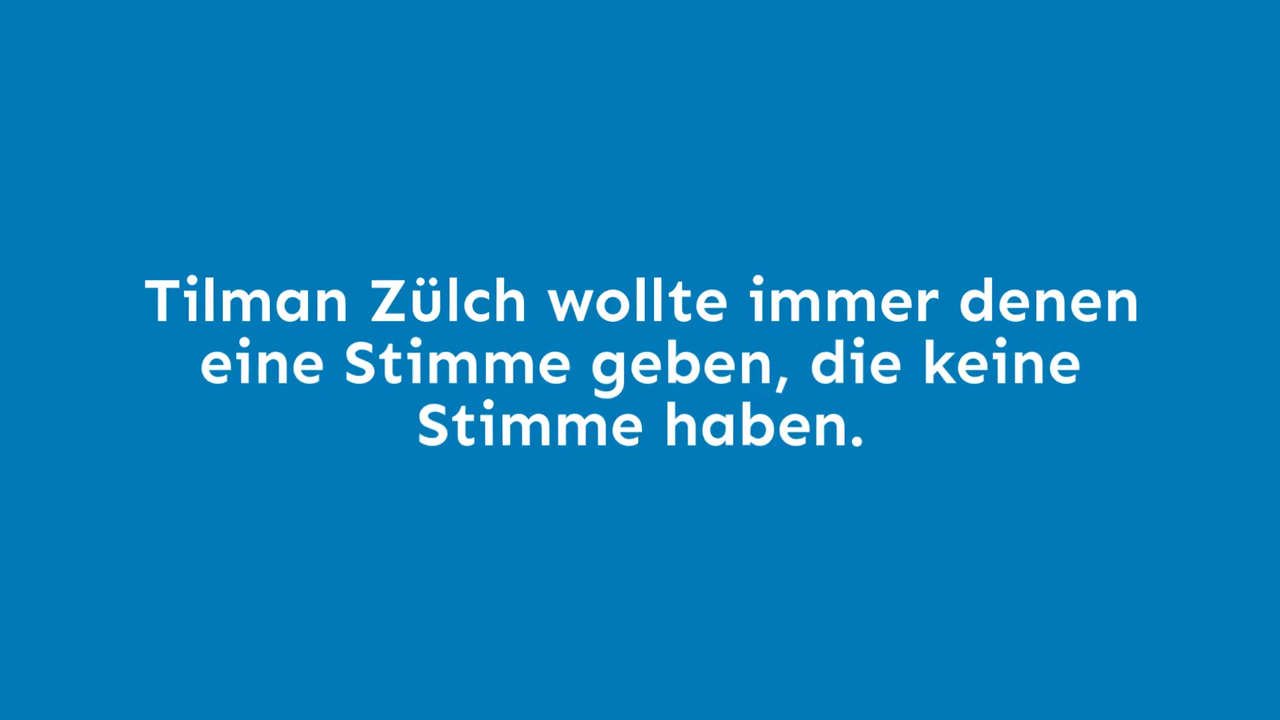 Tilman Zülch wollte immer denen
eine Stimme geben, die keine
Stimme haben.